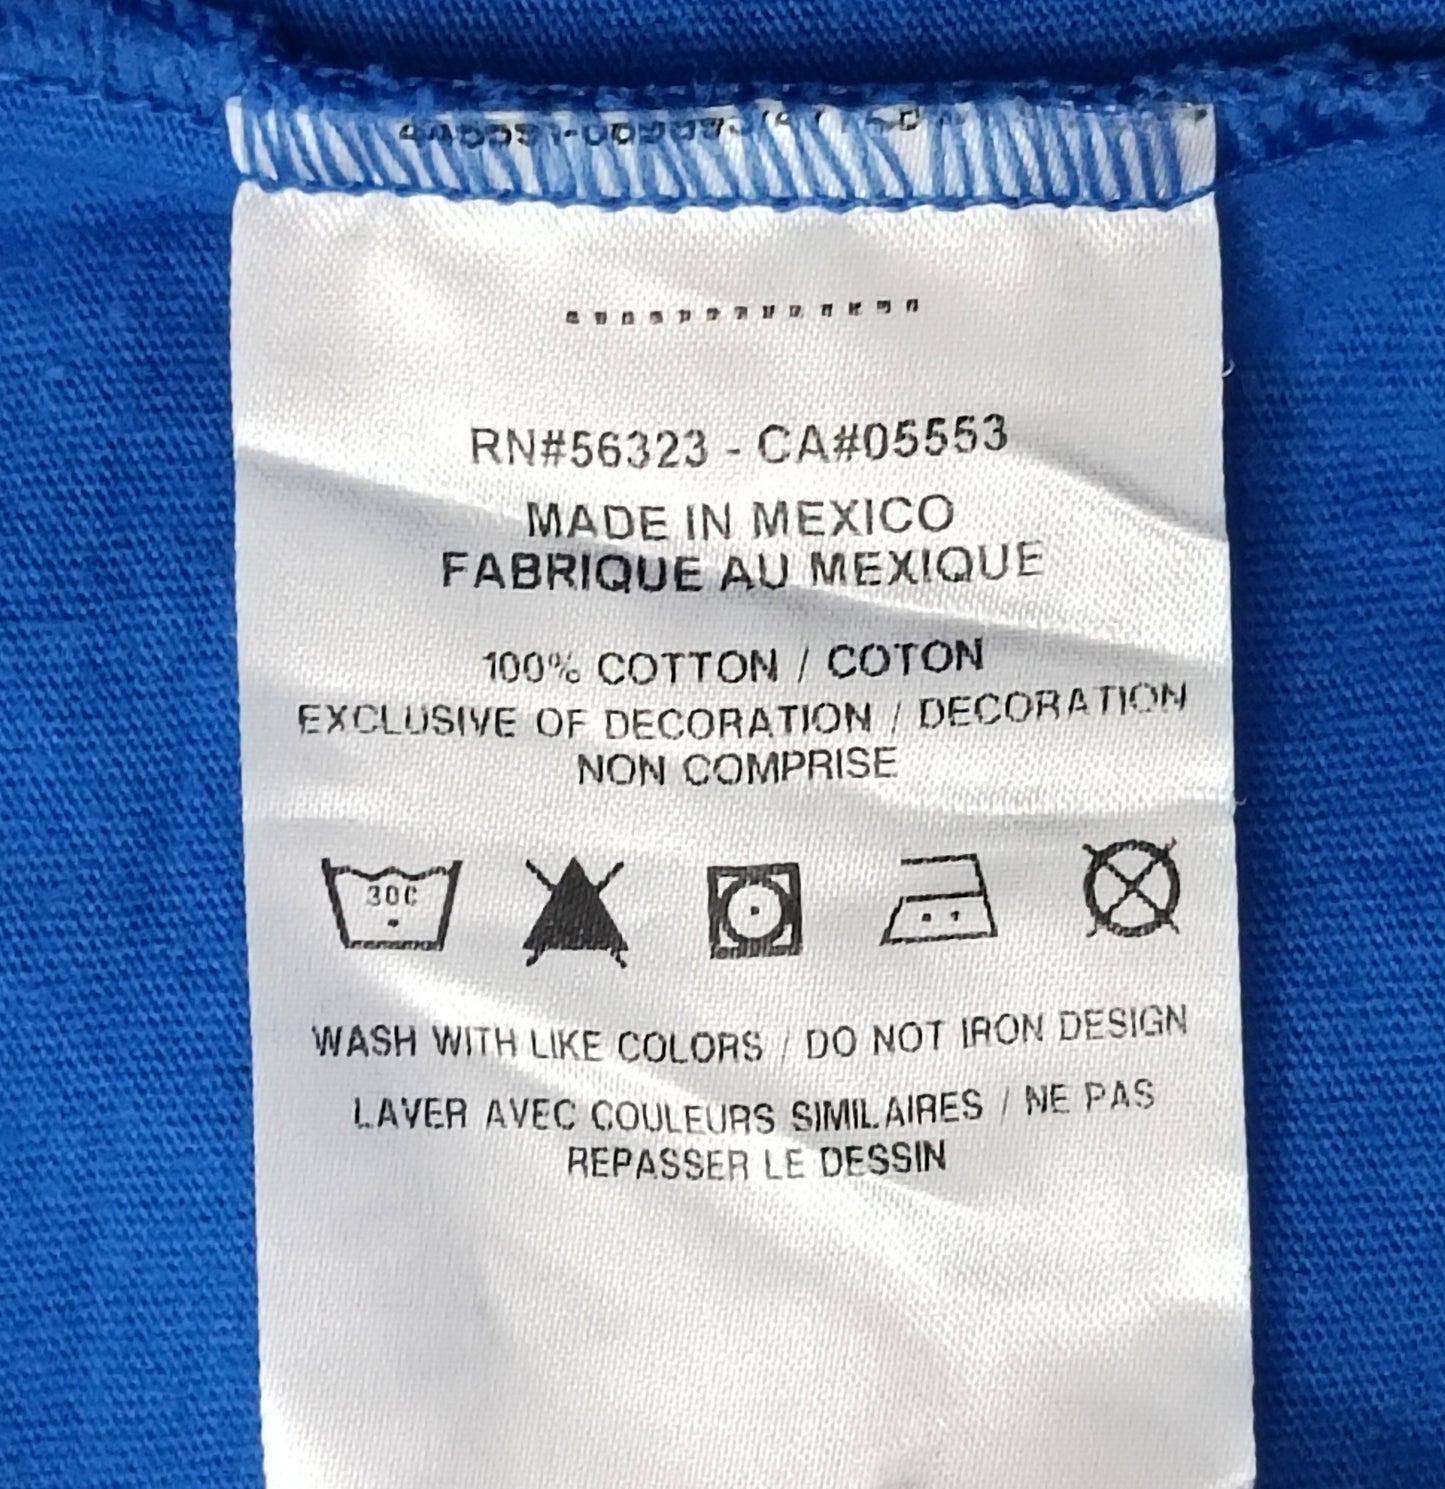 RN#56323 - CA#05553
MADE IN MEXICO
FABRIQUE AU MEXIQUE
100% COTTON / COTON
EXCLUSIVE OF DECORATION / DECORATION
NON COMPRISE
30C
WASH WITH LIKE COLORS / DO NOT IRON DESIGN
LAVER AVEC COULEURS SIMILAIRES / NE PAS
REPASSER LE DESSIN